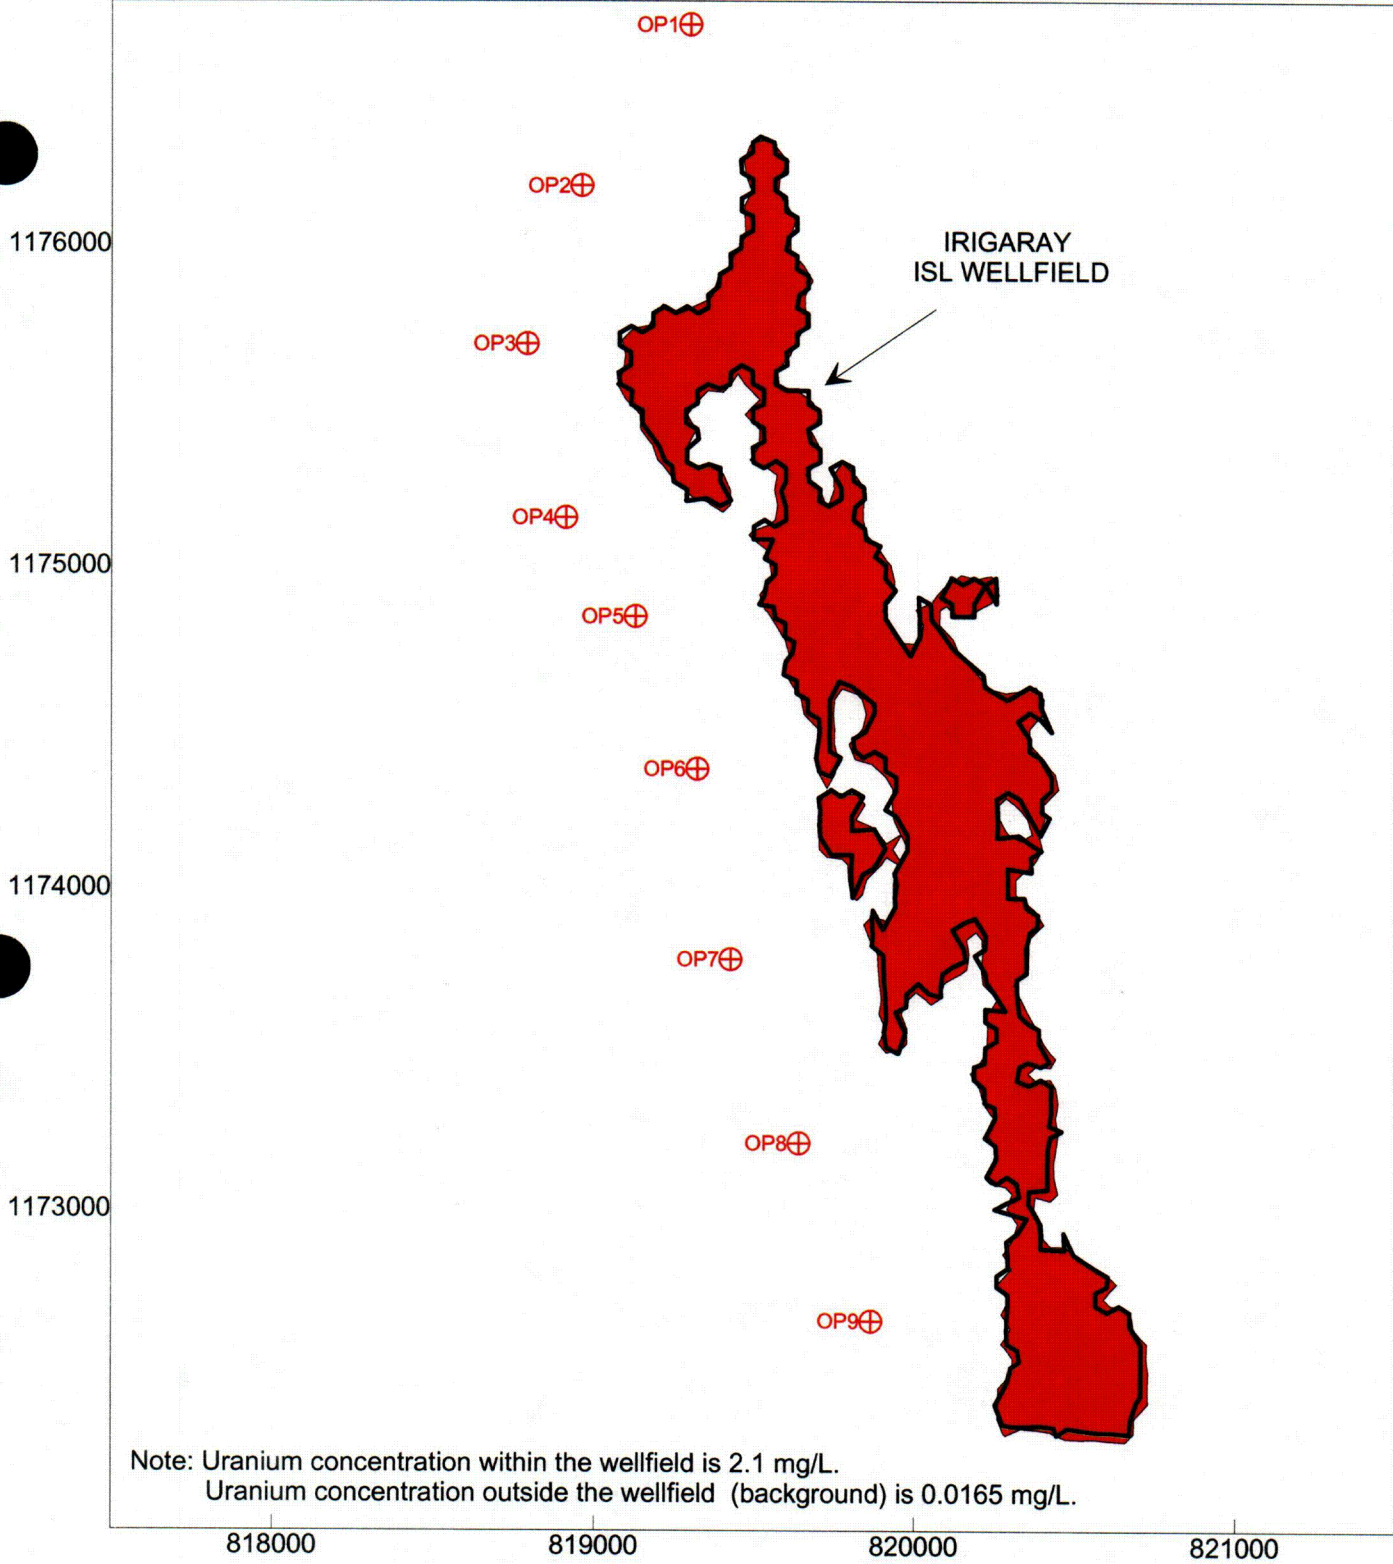 OP1
OP2
1176000
IRIGARAY
ISL WELLFIELD
OP3
OP4
1175000
OP5
OP6
1174000
OP7
OP8
1173000
OP9
Note: Uranium concentration within the wellfield is 2.1 mg/L.
Uranium concentration outside the wellfield (background) is 0.0165 mg/L.
818000 819000 820000 821000